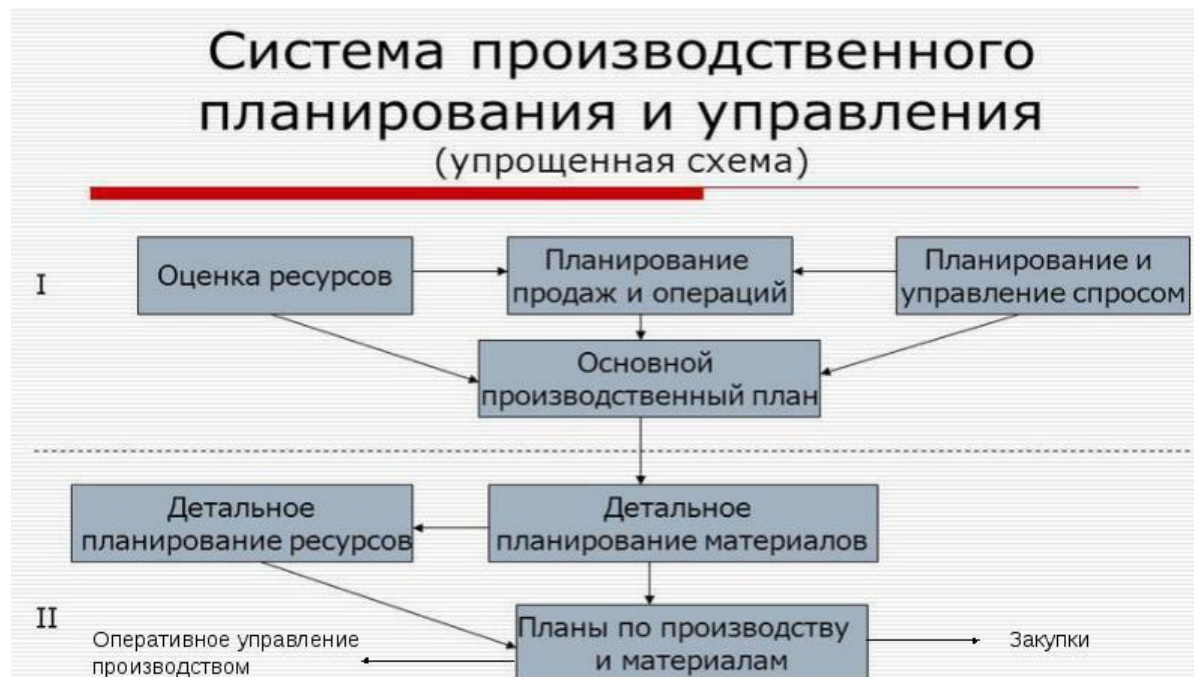 Система производственного
планирования и управления
(упрощенная схема)
I
Оценка ресурсов
Планирование
продаж и операций
Планирование и
управление спросом
Основной
производственный план
Детальное
планирование ресурсов
Детальное
планирование материалов
II
Оперативное управление
производством
Планы по производству
и материалам
Закупки